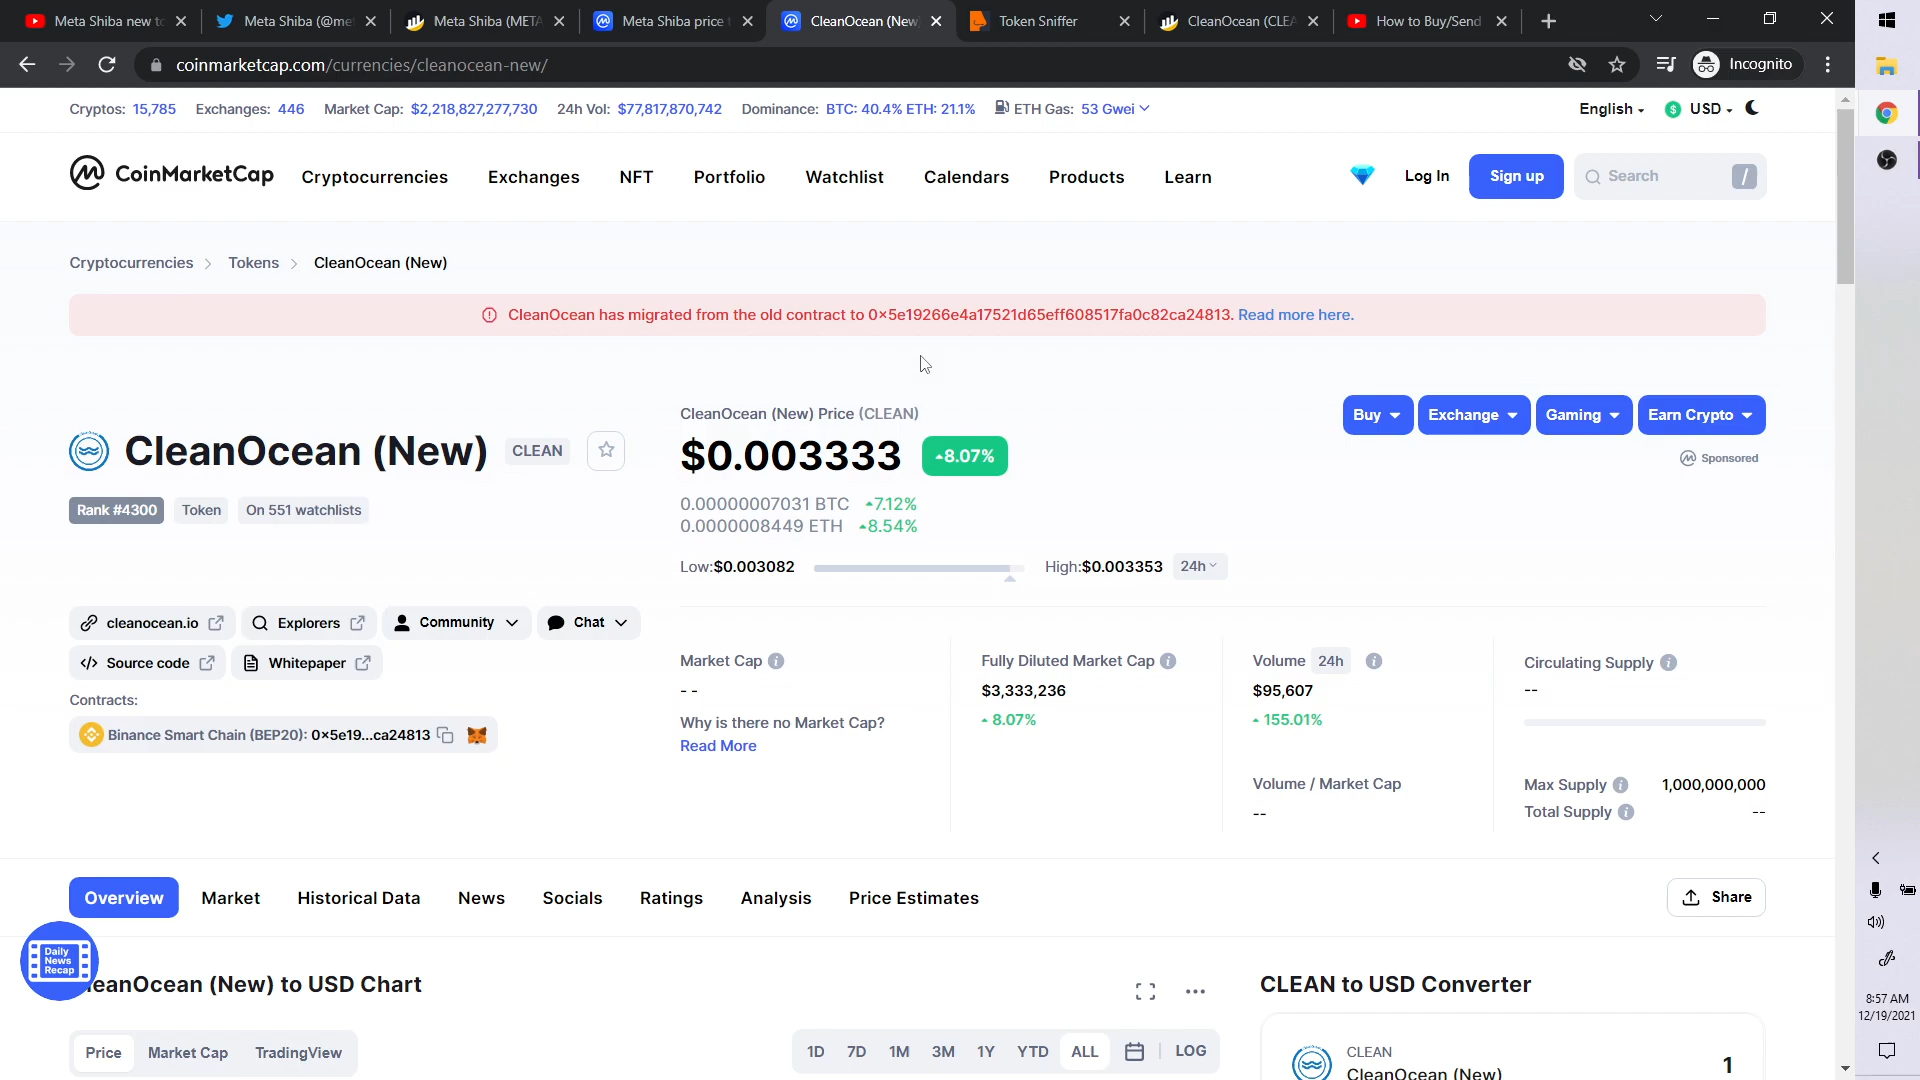 Meta Shiba new to
Meta Shiba (@met
Meta Shiba (META
Meta Shiba price t
CleanOcean (New
Token Sniffer
CleanOcean (CLEA
How to Buy/Send
coinmarketcap.com/currencies/cleanocean-new/
Incognito
Cryptos: 15,785 Exchanges: 446 Market Cap: $2,218,827,277,730 24h Vol: $77,817,870,742 Dominance: BTC: 40.4% ETH: 21.1% ETH Gas: 53 Gwei
English
USD
CoinMarketCap
Cryptocurrencies Exchanges NFT Portfolio Watchlist Calendars Products Learn
Log In
Sign up
Search /
Cryptocurrencies > Tokens > CleanOcean (New)
CleanOcean has migrated from the old contract to 0×5e19266e4a17521d65eff608517fa0c82ca24813. Read more here.
CleanOcean (New) CLEAN
Rank #4300 Token On 551 watchlists
cleanocean.io Explorers Community Chat
Source code Whitepaper
Contracts:
Binance Smart Chain (BEP20): 0×5e19...ca24813
CleanOcean (New) Price (CLEAN)
$0.003333 8.07%
0.00000007031 BTC 7.12%
0.0000008449 ETH 8.54%
Low:$0.003082 High:$0.003353 24h
Buy Exchange Gaming Earn Crypto
Sponsored
Market Cap
- -
Why is there no Market Cap?
Read More
Fully Diluted Market Cap
$3,333,236
8.07%
Volume 24h
$95,607
155.01%
Volume / Market Cap
--
Circulating Supply
--
Max Supply 1,000,000,000
Total Supply --
Overview Market Historical Data News Socials Ratings Analysis Price Estimates
Share
Daily
News
Recap
leanOcean (New) to USD Chart
CLEAN to USD Converter
Price Market Cap TradingView
1D 7D 1M 3M 1Y YTD ALL LOG
CLEAN
CleanOcean (New)
1
8:57 AM
12/19/2021